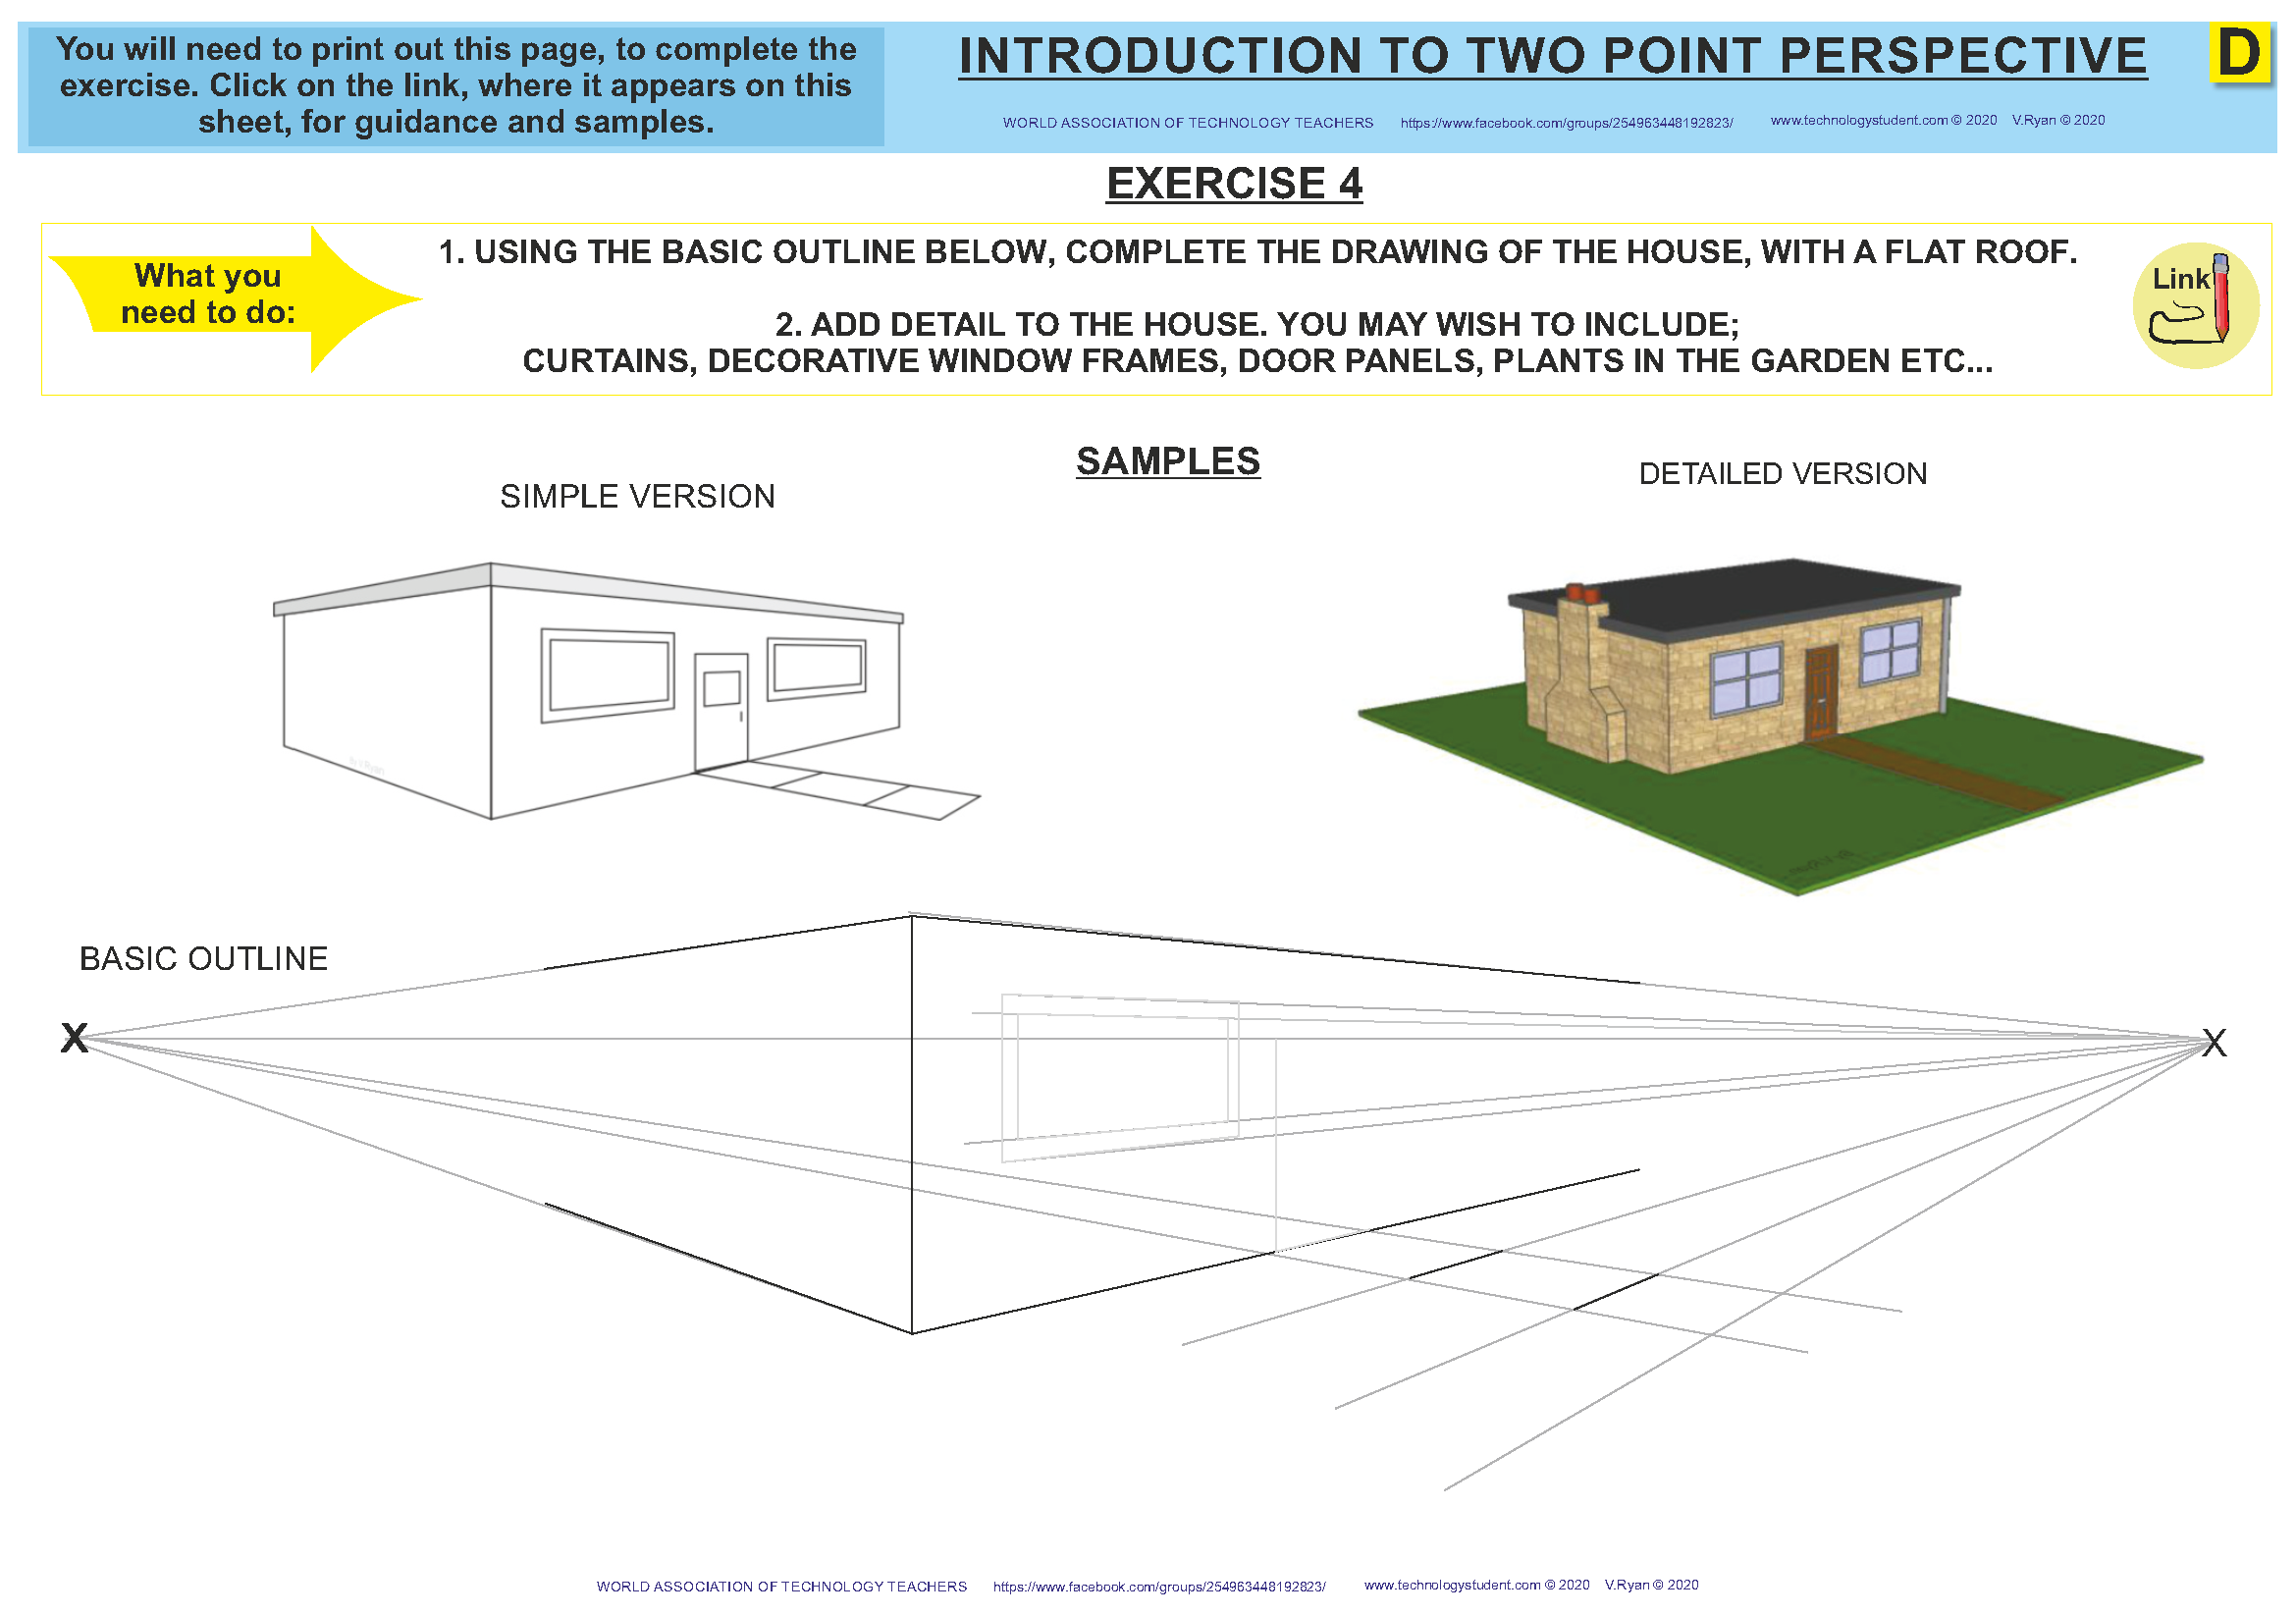 You will need to print out this page, to complete the
exercise. Click on the link, where it appears on this
sheet, for guidance and samples.
INTRODUCTION TO TWO POINT PERSPECTIVE
D
WORLD ASSOCIATION OF TECHNOLOGY TEACHERS https://www.facebook.com/groups/254963448192823/ www.technologystudent.com © 2020 V.Ryan © 2020
EXERCISE 4
What you
need to do:
1. USING THE BASIC OUTLINE BELOW, COMPLETE THE DRAWING OF THE HOUSE, WITH A FLAT ROOF.
2. ADD DETAIL TO THE HOUSE. YOU MAY WISH TO INCLUDE;
CURTAINS, DECORATIVE WINDOW FRAMES, DOOR PANELS, PLANTS IN THE GARDEN ETC...
Link
SAMPLES
SIMPLE VERSION
DETAILED VERSION
BASIC OUTLINE
X
X
WORLD ASSOCIATION OF TECHNOLOGY TEACHERS https://www.facebook.com/groups/254963448192823/ www.technologystudent.com © 2020 V.Ryan © 2020